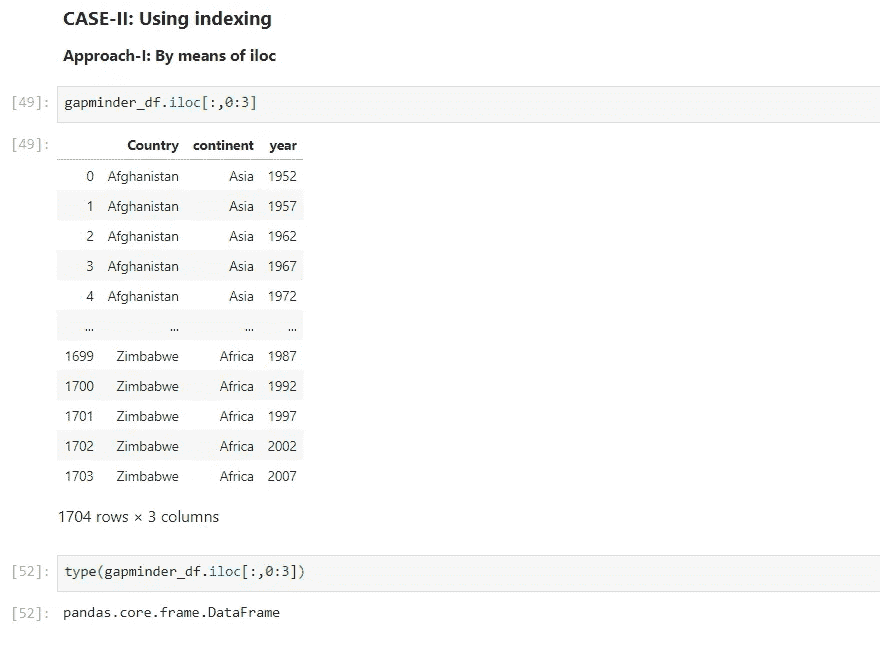 CASE-II: Using indexing
Approach-I: By means of iloc
[49]: gapminder_df.iloc[:,0:3]
[49]: Country continent year
0 Afghanistan Asia 1952
1 Afghanistan Asia 1957
2 Afghanistan Asia 1962
3 Afghanistan Asia 1967
4 Afghanistan Asia 1972
... ... ... ...
1699 Zimbabwe Africa 1987
1700 Zimbabwe Africa 1992
1701 Zimbabwe Africa 1997
1702 Zimbabwe Africa 2002
1703 Zimbabwe Africa 2007
1704 rows × 3 columns
[52]: type(gapminder_df.iloc[:,0:3])
[52]: pandas.core.frame.DataFrame